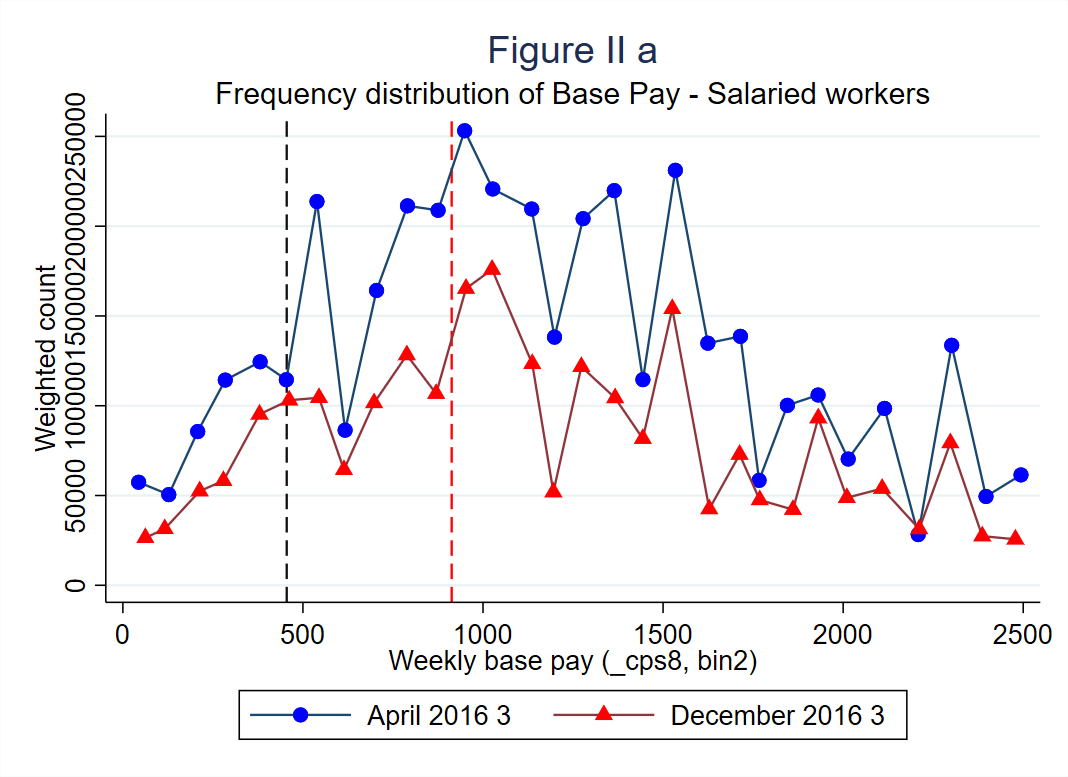 Figure II a
Frequency distribution of Base Pay - Salaried workers
Weighted count
0
50000
100000
150000
200000
250000
0
500
1000
1500
2000
2500
Weekly base pay (_cps8, bin2)
April 2016 3
December 2016 3